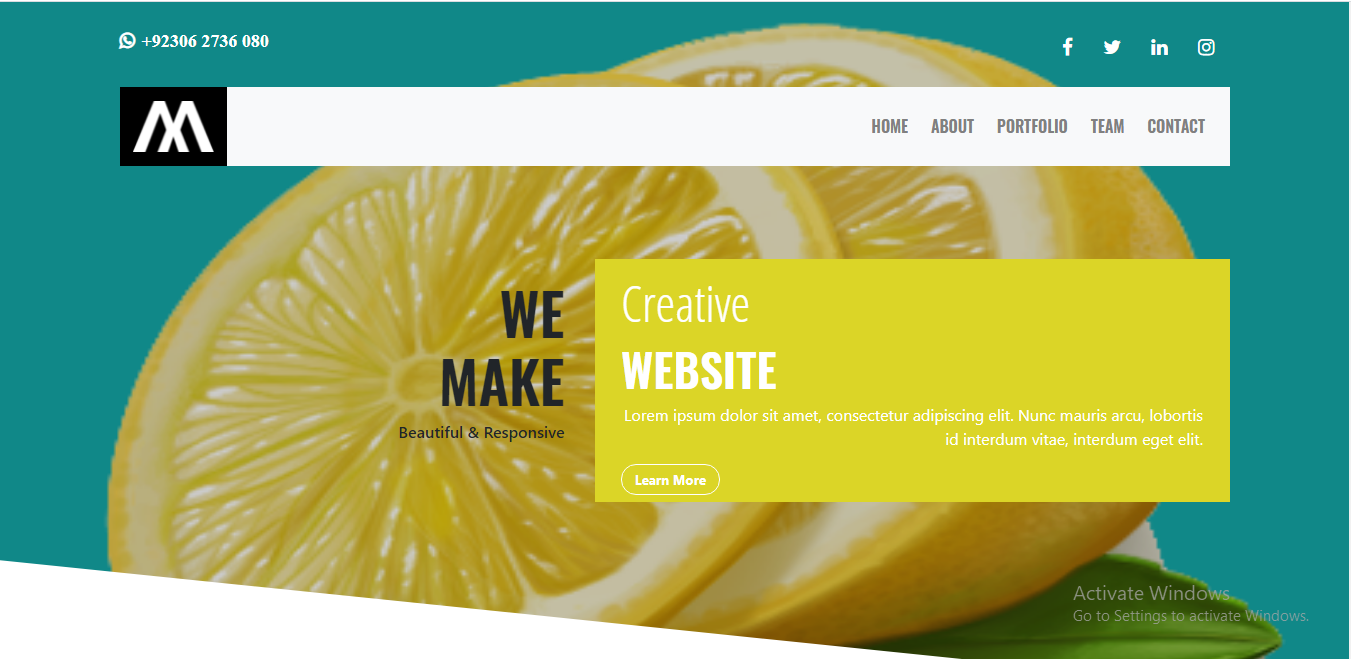 +92306 2736 080
HOME ABOUT PORTFOLIO TEAM CONTACT
WE
MAKE
Beautiful & Responsive
Creative
WEBSITE
Lorem ipsum dolor sit amet, consectetur adipiscing elit. Nunc mauris arcu, lobortis
id interdum vitae, interdum eget elit.
Learn More
Activate Windows
Go to Settings to activate Windows.